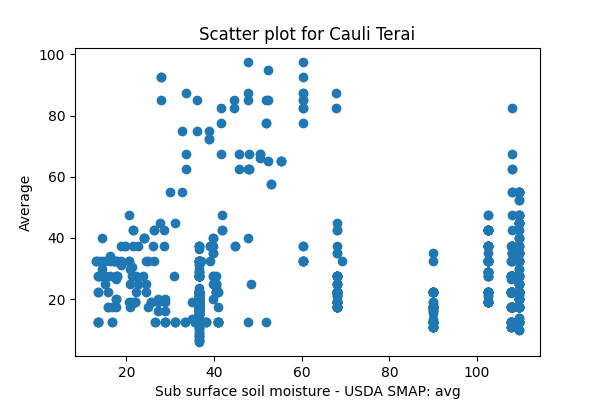 Scatter plot for Cauli Terai
100
80
60
40
20
Average
20 40 60 80 100
Sub surface soil moisture - USDA SMAP: avg